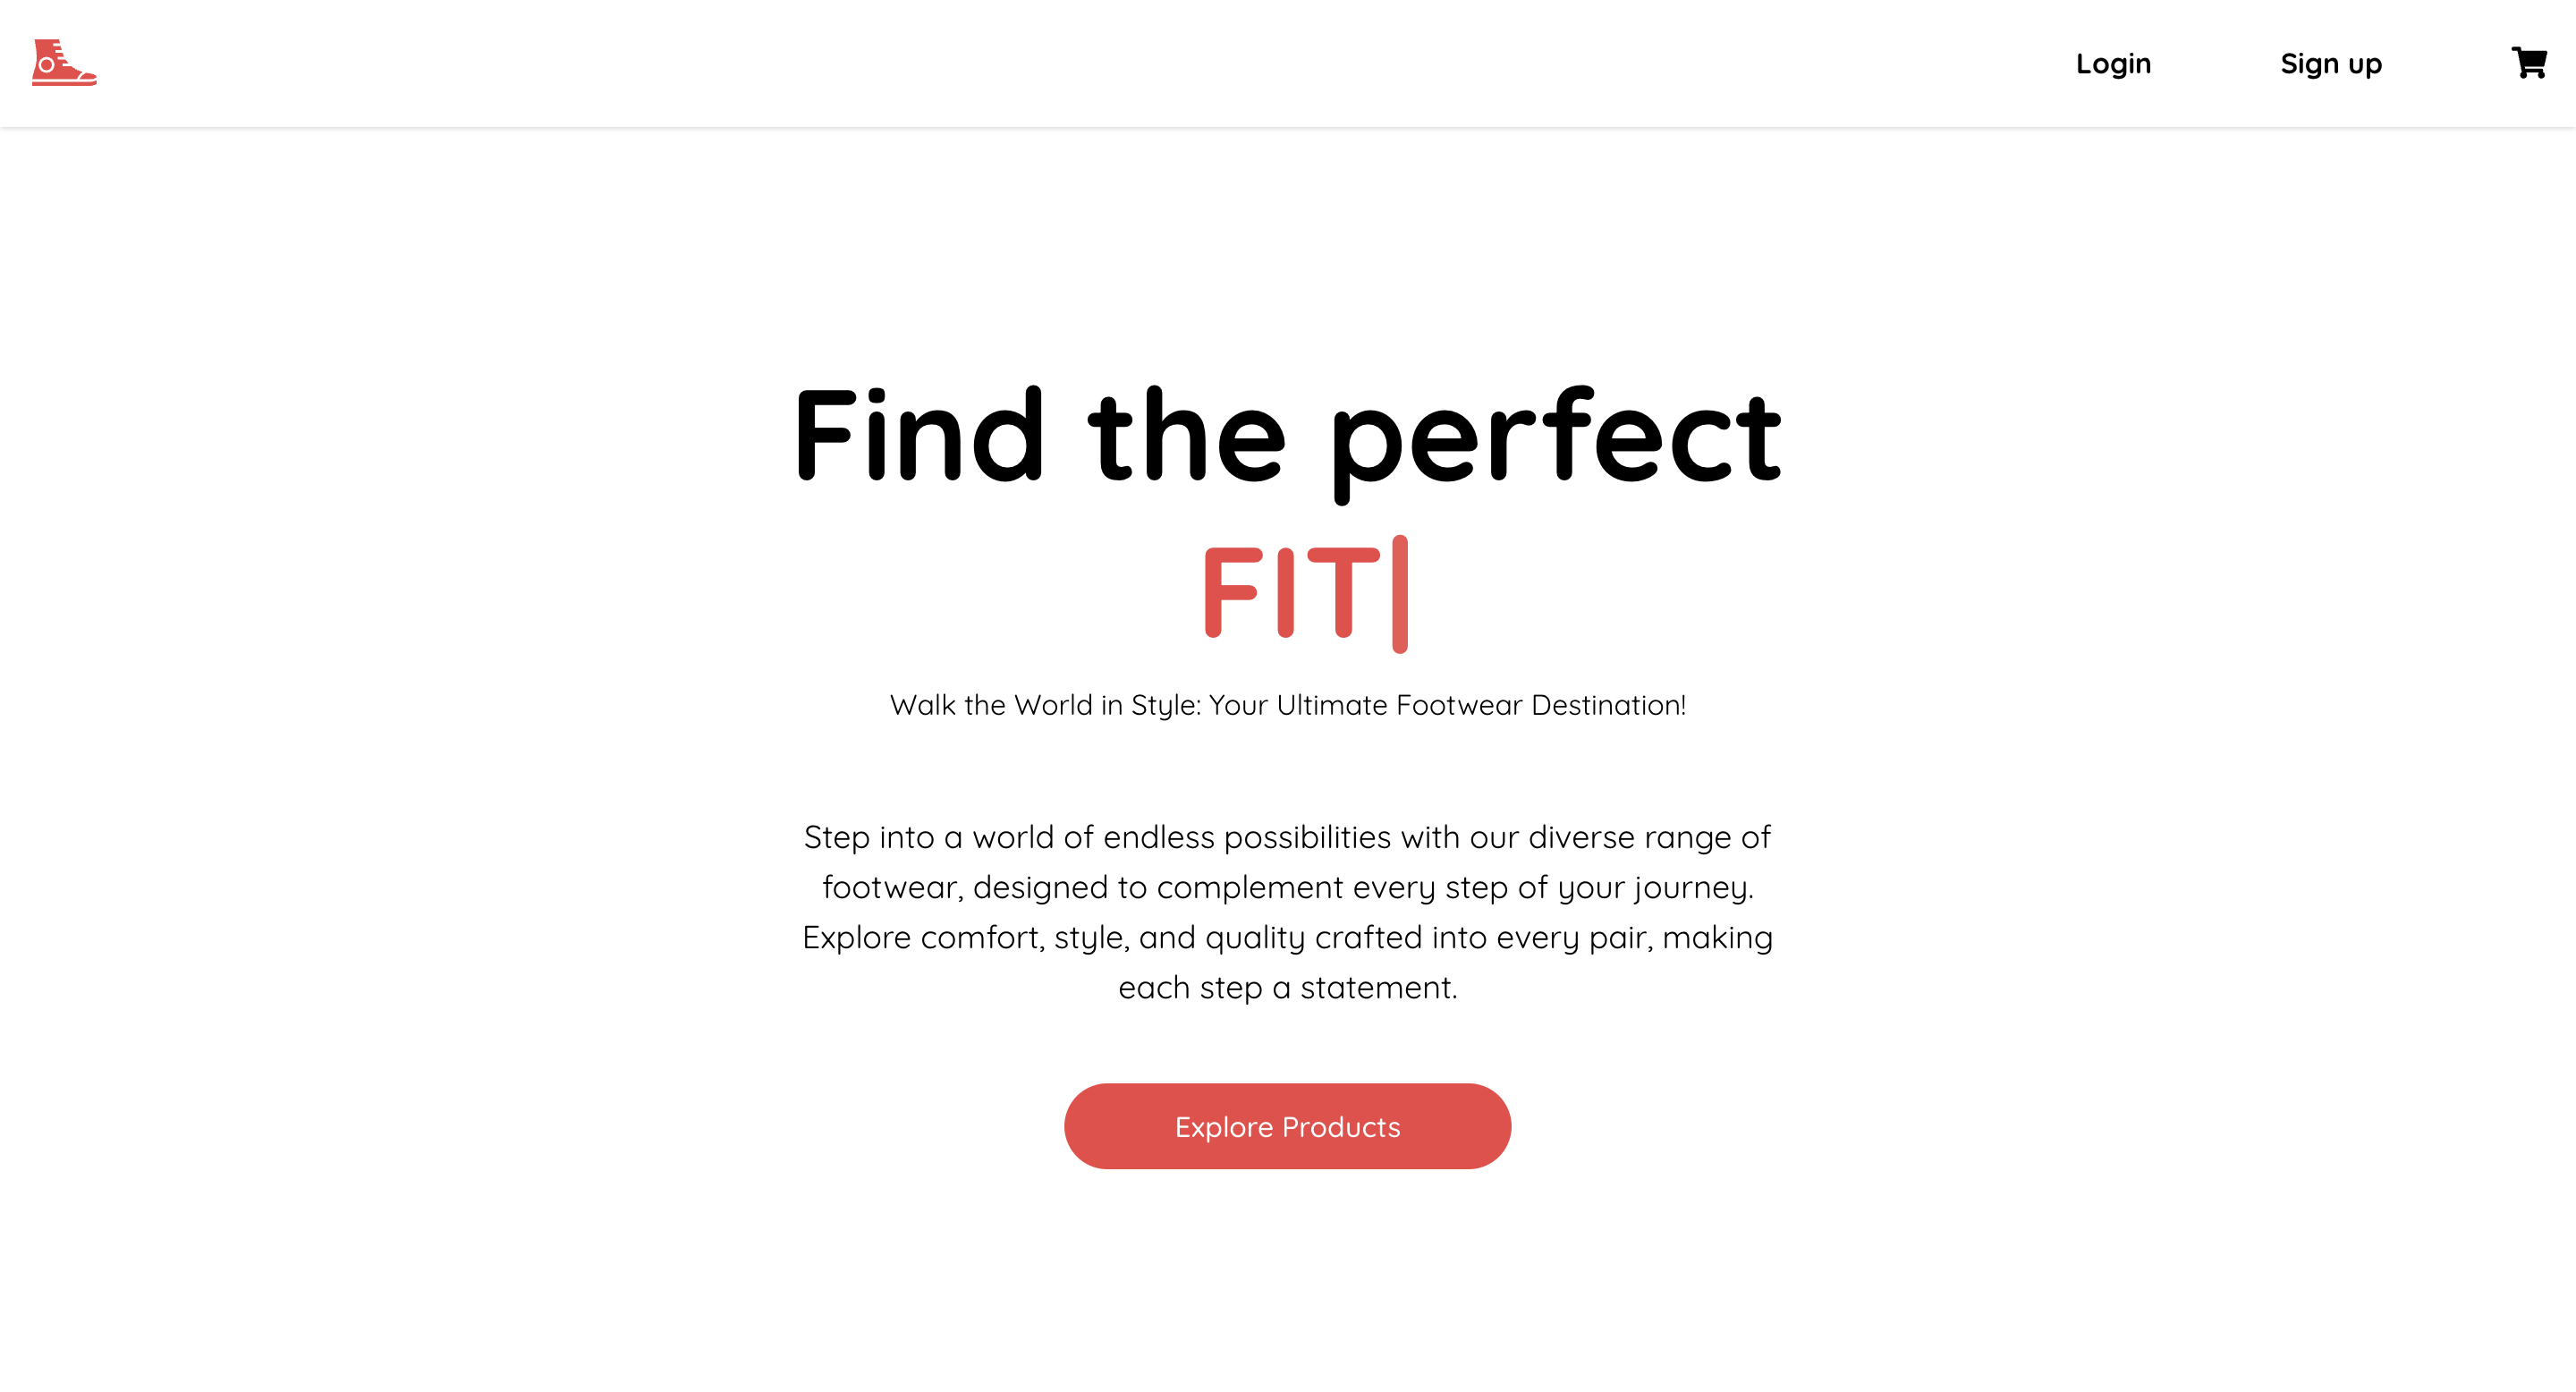 Login
Sign up
Find the perfect
FIT|
Walk the World in Style: Your Ultimate Footwear Destination!
Step into a world of endless possibilities with our diverse range of
footwear, designed to complement every step of your journey.
Explore comfort, style, and quality crafted into every pair, making
each step a statement.
Explore Products